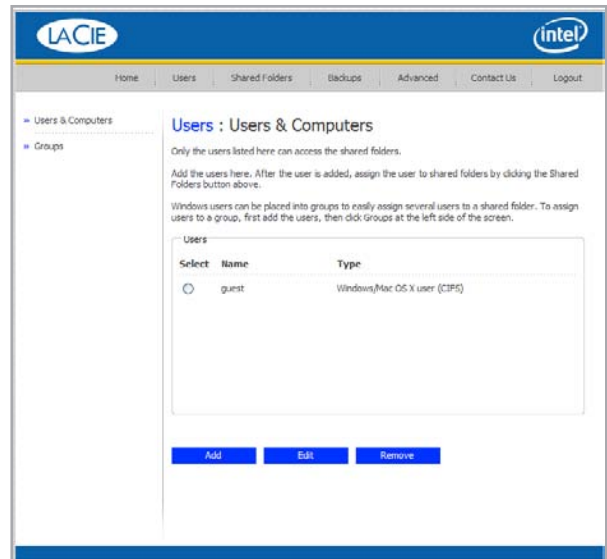 LACIE
intel
Home Users Shared Folders Backups Advanced Contact Us Logout
» Users & Computers
» Groups
Users : Users & Computers
Only the users listed here can access the shared folders.
Add the users here. After the user is added, assign the user to shared folders by clicking the Shared
Folders button above.
Windows users can be placed into groups to easily assign several users to a shared folder. To assign
users to a group, first add the users, then click Groups at the left side of the screen.
Users
Select Name Type
guest Windows/Mac OS X user (CIFS)
Add Edit Remove